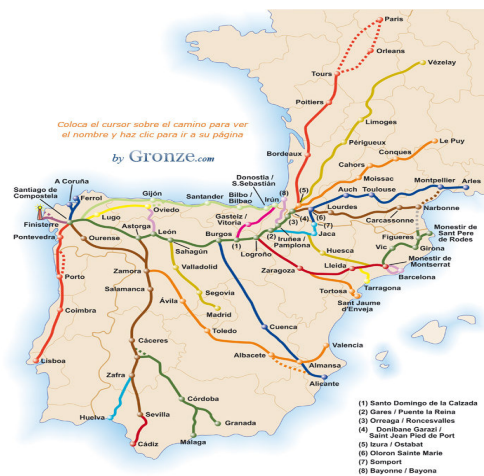 Paris
Orleans
Tours
Vézelay
Poitiers
Limoges
Coloca el cursor sobre el camino para ver
el nombre y haz clic para ir a su página
by Gronze.com
Bordeaux
Périgueux
Conques
Le Puy
Cahors
Moissac
Montpellier
Arles
Donostia /
S.Sebastián
(8)
Irún
(5)
Auch
Toulouse
A Coruña
Ferrol
Gijón
Santander
Bilbo
Bilbao
(3)
(4)
(6)
Lourdes
Narbonne
Carcassonne
Santiago de
Compostela
Lugo
Oviedo
Gasteiz /
Vitoria
(7)
Jaca
Finisterre
Pontevedra
Ourense
Astorga
León
Burgos
(1)
(2)
Iruñea /
Pamplona
Monestir de
Sant Pere
de Rodes
Figueres
Girona
Vic
Sahagún
Logroño
Huesca
Monestir de
Montserrat
Porto
Zamora
Valladolid
Zaragoza
Lleida
Barcelona
Salamanca
Tortosa
Tarragona
Sant Jaume
d'Enveja
Segovia
Ávila
Madrid
Coimbra
Toledo
Cuenca
Cáceres
Albacete
Valencia
Lisboa
Almansa
Zafra
Alicante
Córdoba
Huelva
Sevilla
Granada
Cádiz
Málaga
(1) Santo Domingo de la Calzada
(2) Gares / Puente la Reina
(3) Orreaga / Roncesvalles
(4) Donibane Garazi /
Saint Jean Pied de Port
(5) Izura / Ostabat
(6) Oloron Sainte Marie
(7) Somport
(8) Bayonne / Bayona